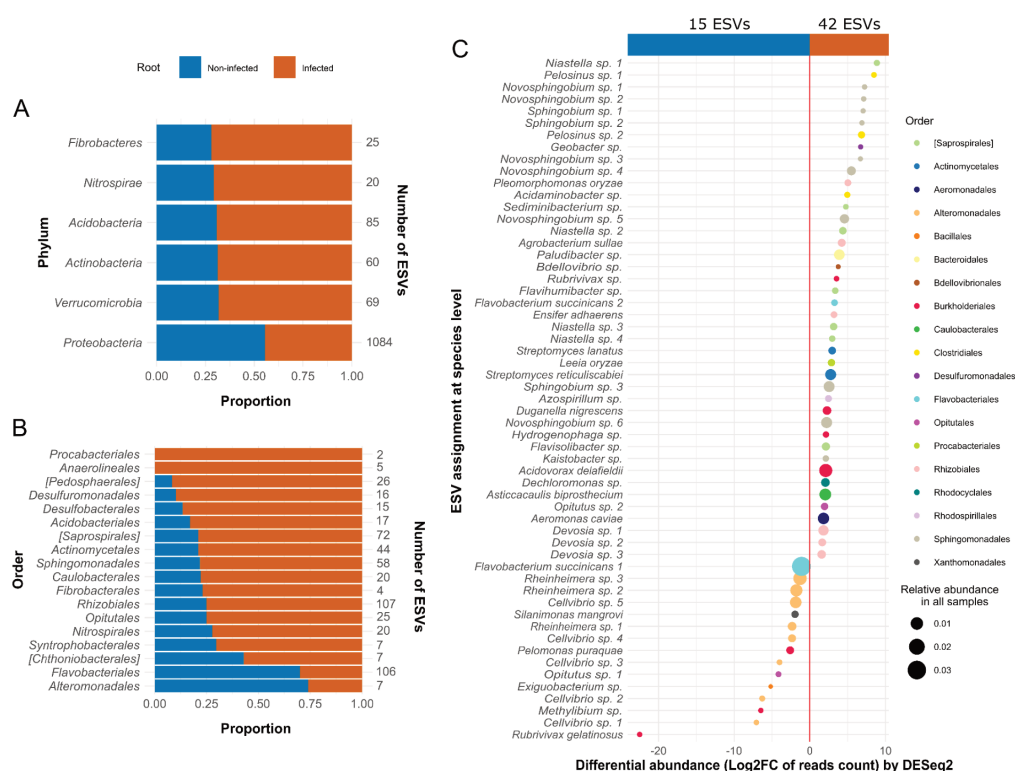 Root
Non-infected
Infected
A
Phylum
Fibrobacteres
25
Nitrospirae
20
Acidobacteria
85
Actinobacteria
60
Verrucomicrobia
69
Proteobacteria
1084
0.00
0.25
0.50
0.75
1.00
Proportion
Number of ESVs
B
Order
Procabacteriales
2
Anaerolineales
5
[Pedosphaerales]
26
Desulfuromonadales
16
Desulfobacterales
15
Acidobacteriales
17
[Saprospirales]
72
Actinomycetales
44
Sphingomonadales
58
Caulobacterales
20
Fibrobacterales
4
Rhizobiales
107
Opitutales
25
Nitrospirales
20
Syntrophobacterales
7
[Chthoniobacterales]
7
Flavobacteriales
106
Alteromonadales
7
0.00
0.25
0.50
0.75
1.00
Proportion
Number of ESVs
C
15 ESVs
42 ESVs
ESV assignment at species level
Niastella sp. 1
Pelosinus sp. 1
Novosphingobium sp. 1
Novosphingobium sp. 2
Sphingobium sp. 1
Sphingobium sp. 2
Pelosinus sp. 2
Geobacter sp.
Novosphingobium sp. 3
Novosphingobium sp. 4
Pleomorphomonas oryzae
Acidaminobacter sp.
Sediminibacterium sp.
Novosphingobium sp. 5
Niastella sp. 2
Agrobacterium sullae
Paludibacter sp.
Bdellovibrio sp.
Rubrivivax sp.
Flavihumibacter sp.
Flavobacterium succinicans 2
Ensifer adhaerens
Niastella sp. 3
Niastella sp. 4
Streptomyces lanatus
Leeia oryzae
Streptomyces reticuliscabiei
Sphingobium sp. 3
Azospirillum sp.
Duganella nigrescens
Novosphingobium sp. 6
Hydrogenophaga sp.
Flavisolibacter sp.
Kaistobacter sp.
Acidovorax delafieldii
Dechloromonas sp.
Asticcacaulis biprosthecium
Opitutus sp. 2
Aeromonas caviae
Devosia sp. 1
Devosia sp. 2
Devosia sp. 3
Flavobacterium succinicans 1
Rheinheimera sp. 3
Rheinheimera sp. 2
Cellvibrio sp. 5
Silanimonas mangrovi
Rheinheimera sp. 1
Cellvibrio sp. 4
Pelomonas puraquae
Cellvibrio sp. 3
Opitutus sp. 1
Exiguobacterium sp.
Cellvibrio sp. 2
Methylibium sp.
Cellvibrio sp. 1
Rubrivivax gelatinosus
-20
-10
0
10
Differential abundance (Log2FC of reads count) by DESeq2
Order
[Saprospirales]
Actinomycetales
Aeromonadales
Alteromonadales
Bacillales
Bacteroidales
Bdellovibrionales
Burkholderiales
Caulobacterales
Clostridiales
Desulfuromonadales
Flavobacteriales
Opitutales
Procabacteriales
Rhizobiales
Rhodocyclales
Rhodospirillales
Sphingomonadales
Xanthomonadales
Relative abundance
in all samples
0.01
0.02
0.03